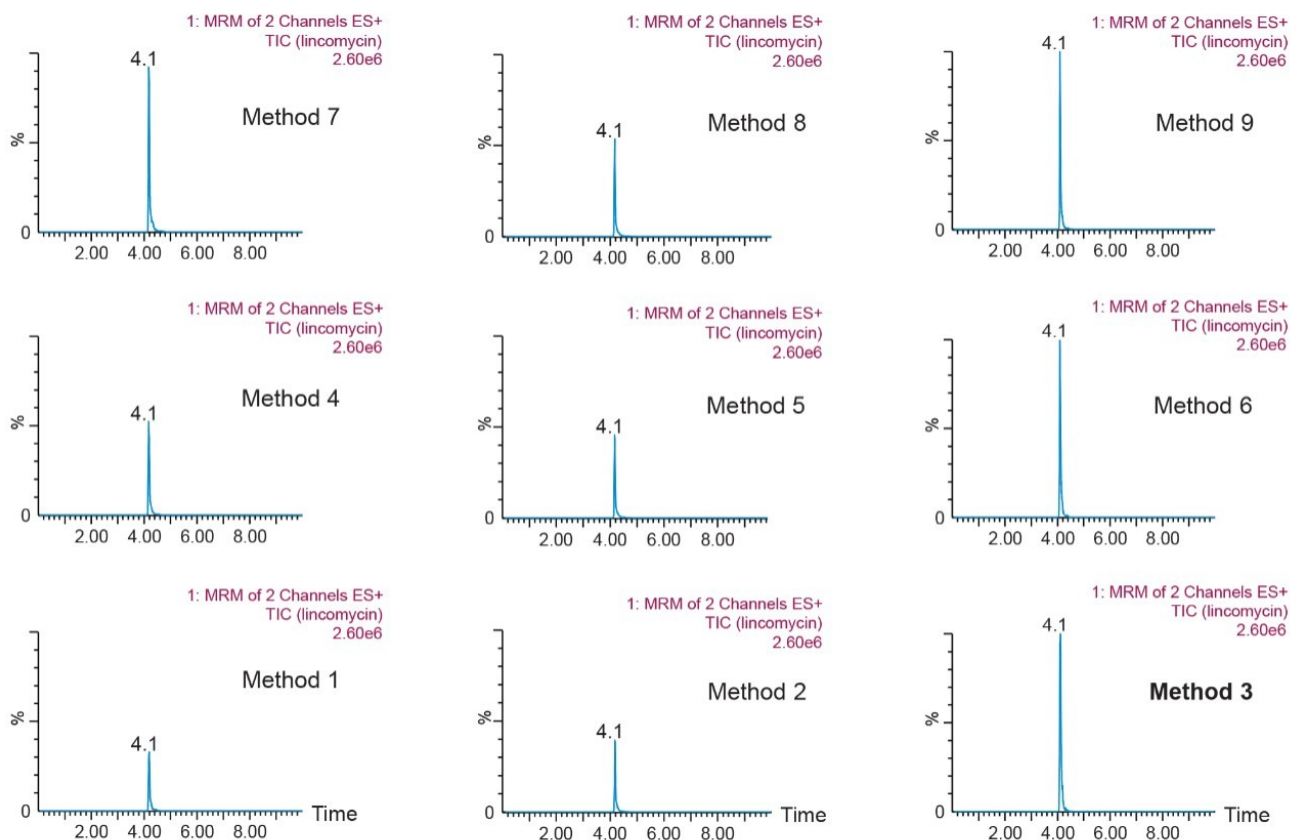 1: MRM of 2 Channels ES+
TIC (lincomycin)
2.60e6
4.1
Method 7
%
0
2.00 4.00 6.00 8.00
1: MRM of 2 Channels ES+
TIC (lincomycin)
2.60e6
4.1
Method 8
%
0
2.00 4.00 6.00 8.00
1: MRM of 2 Channels ES+
TIC (lincomycin)
2.60e6
4.1
Method 9
%
0
2.00 4.00 6.00 8.00
1: MRM of 2 Channels ES+
TIC (lincomycin)
2.60e6
4.1
Method 4
%
0
2.00 4.00 6.00 8.00
1: MRM of 2 Channels ES+
TIC (lincomycin)
2.60e6
4.1
Method 5
%
0
2.00 4.00 6.00 8.00
1: MRM of 2 Channels ES+
TIC (lincomycin)
2.60e6
4.1
Method 6
%
0
2.00 4.00 6.00 8.00
1: MRM of 2 Channels ES+
TIC (lincomycin)
2.60e6
4.1
Method 1
%
0
Time
2.00 4.00 6.00 8.00
1: MRM of 2 Channels ES+
TIC (lincomycin)
2.60e6
4.1
Method 2
%
0
Time
2.00 4.00 6.00 8.00
1: MRM of 2 Channels ES+
TIC (lincomycin)
2.60e6
4.1
Method 3
%
0
Time
2.00 4.00 6.00 8.00